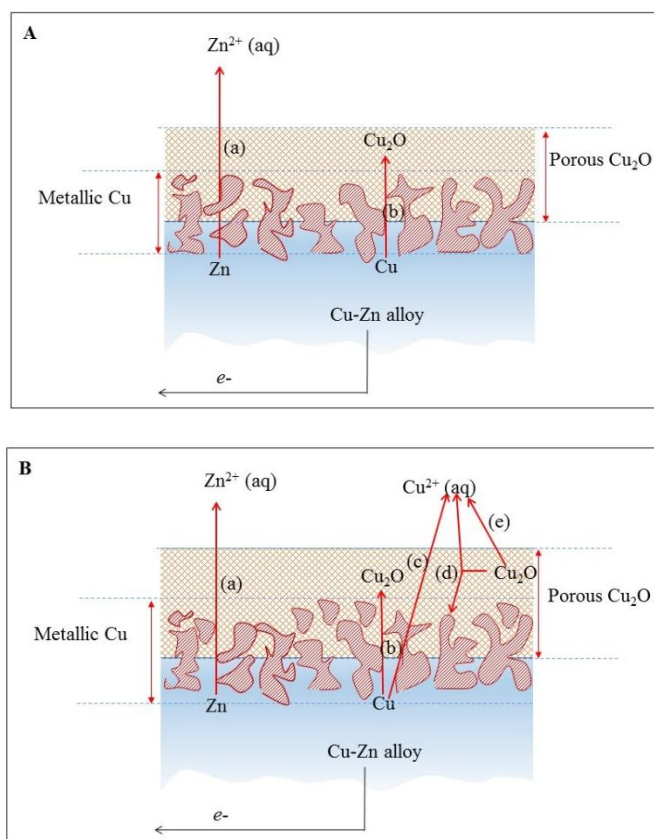 A
Zn²⁺ (aq)
(a)
Cu₂O
Porous Cu₂O
Metallic Cu
(b)
Zn
Cu
Cu-Zn alloy
e-
B
Zn²⁺ (aq)
Cu²⁺ (aq)
(e)
(c)
(a)
Cu₂O
(d)
Cu₂O
Porous Cu₂O
Metallic Cu
(b)
Zn
Cu
Cu-Zn alloy
e-